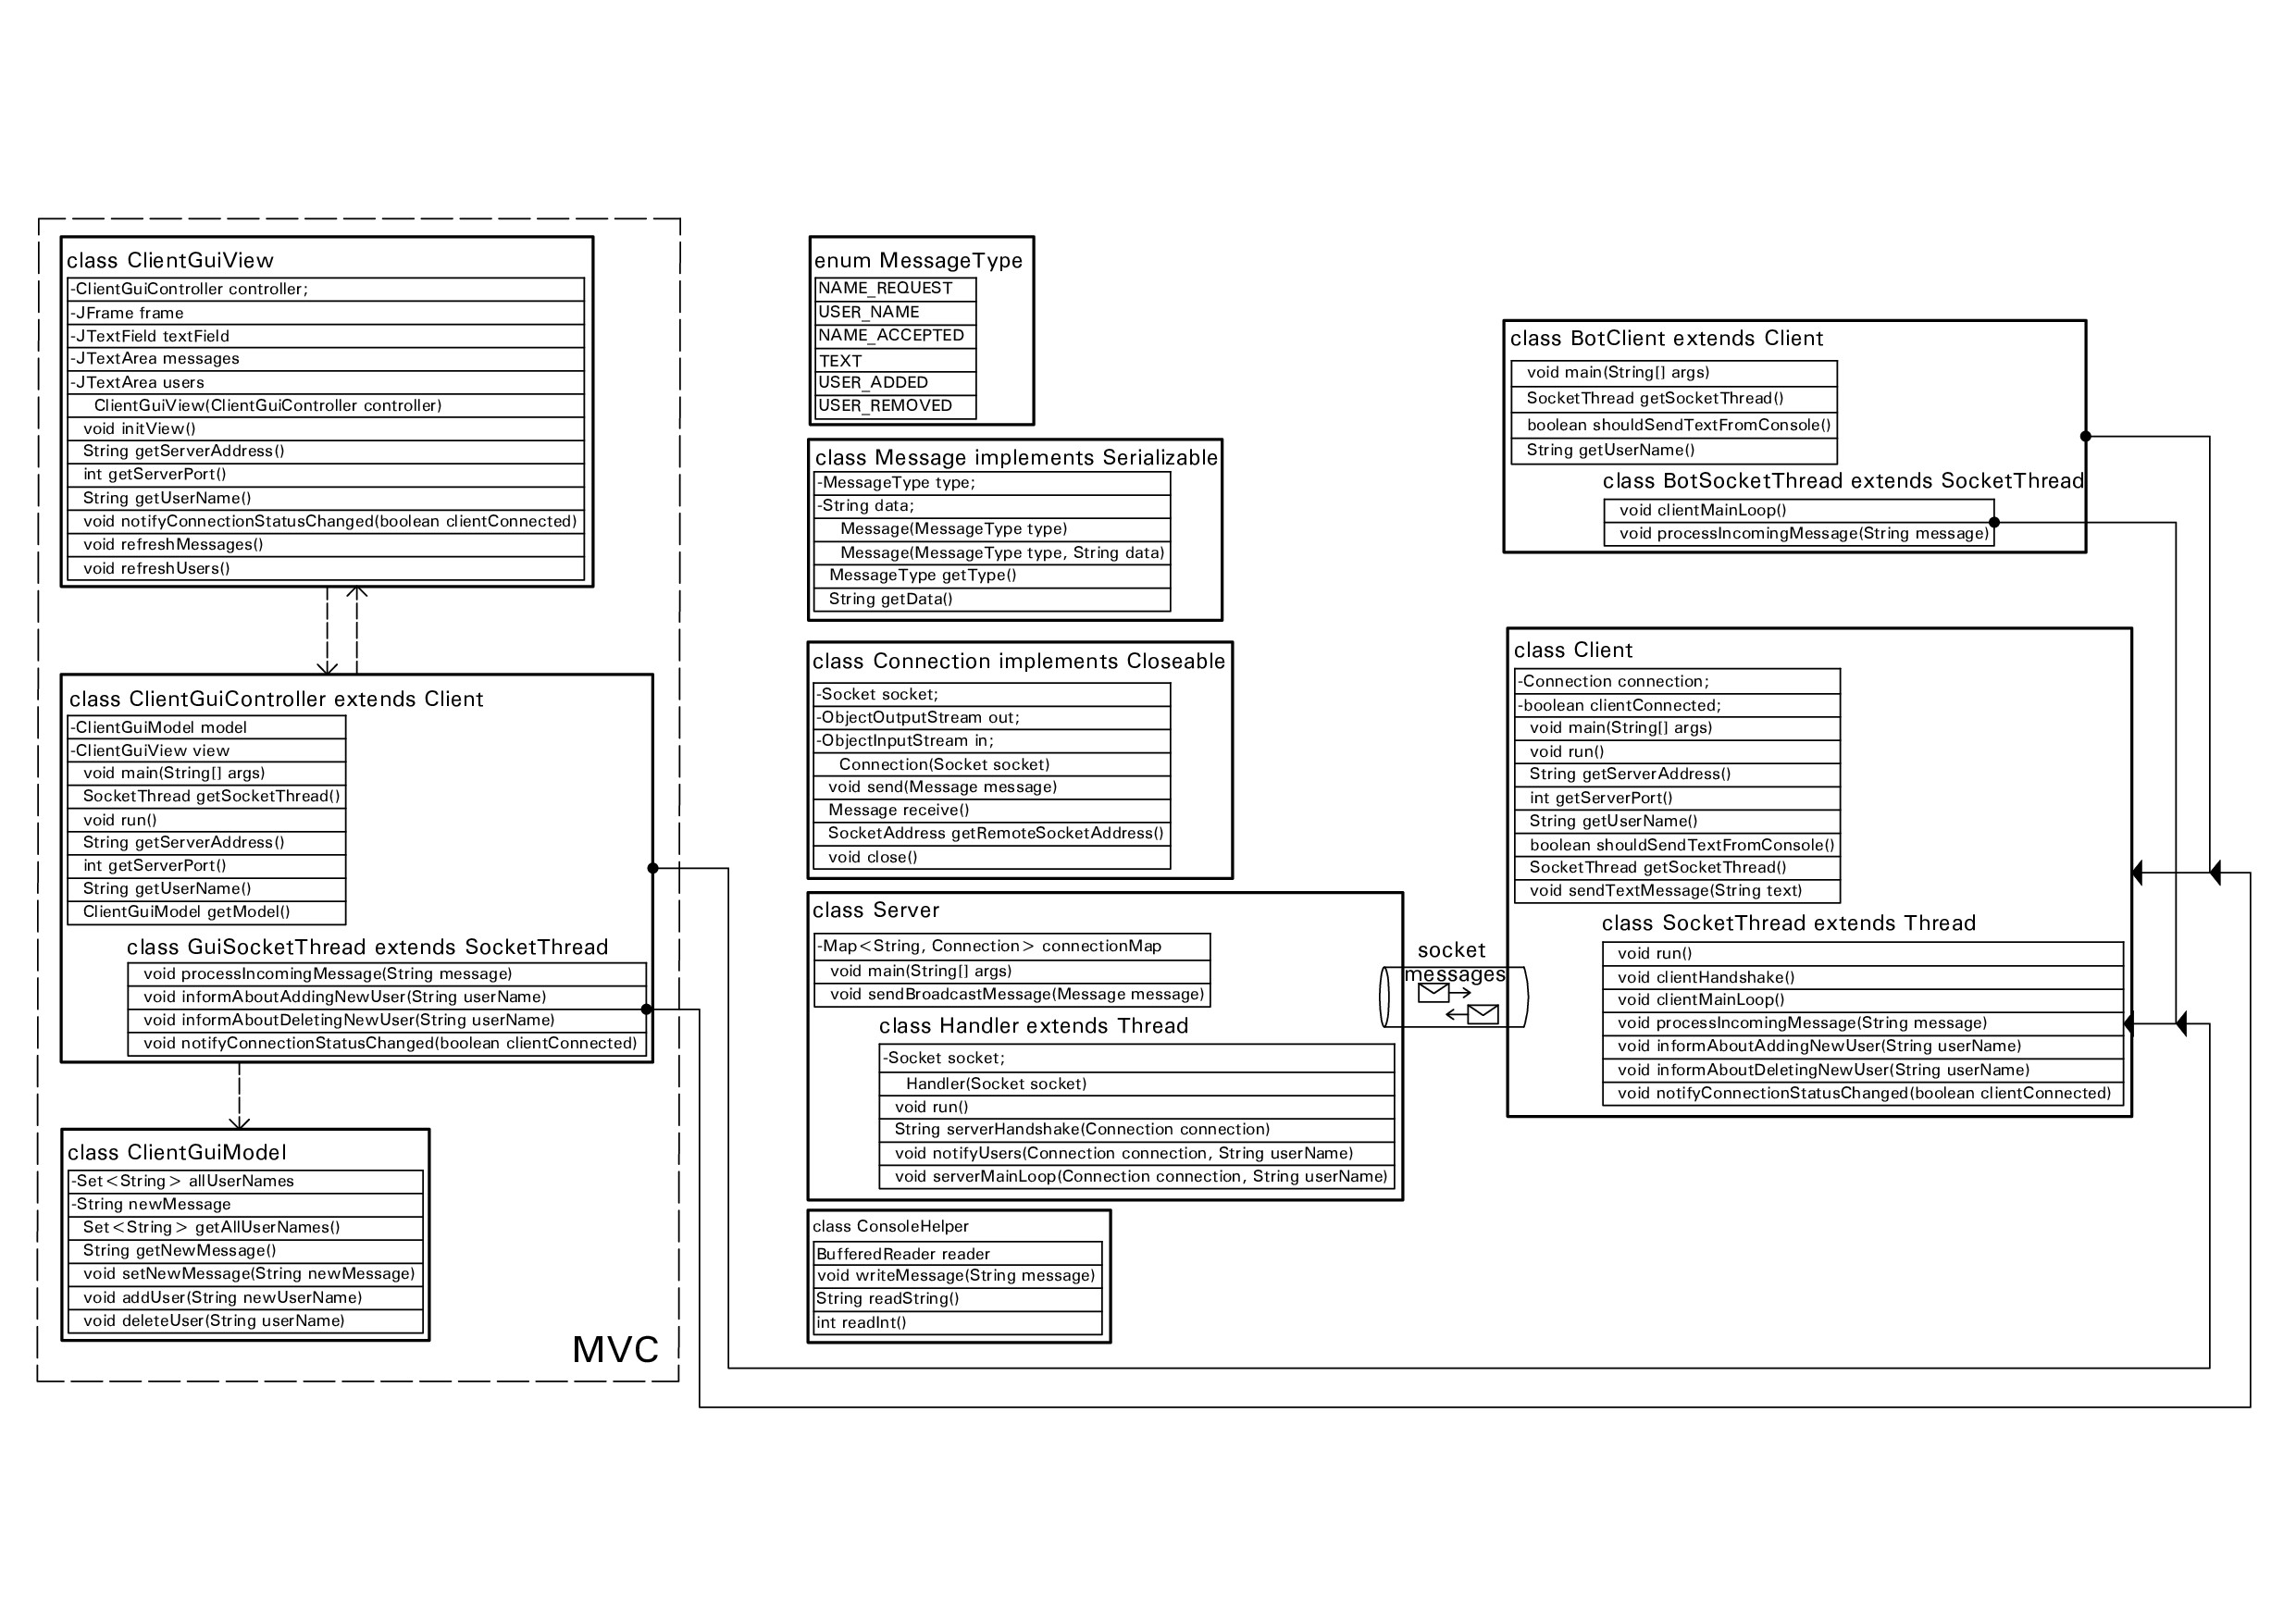 class ClientGuiView
-ClientGuiController controller;
-JFrame frame
-JTextField textField
-JTextArea messages
-JTextArea users
ClientGuiView(ClientGuiController controller)
void initView()
String getServerAddress()
int getServerPort()
String getUserName()
void notifyConnectionStatusChanged(boolean clientConnected)
void refreshMessages()
void refreshUsers()
class ClientGuiController extends Client
-ClientGuiModel model
-ClientGuiView view
void main(String[] args)
SocketThread getSocketThread()
void run()
String getServerAddress()
int getServerPort()
String getUserName()
ClientGuiModel getModel()
class GuiSocketThread extends SocketThread
void processIncomingMessage(String message)
void informAboutAddingNewUser(String userName)
void informAboutDeletingNewUser(String userName)
void notifyConnectionStatusChanged(boolean clientConnected)
class ClientGuiModel
-Set<String> allUserNames
-String newMessage
Set<String> getAllUserNames()
String getNewMessage()
void setNewMessage(String newMessage)
void addUser(String newUserName)
void deleteUser(String userName)
MVC
enum MessageType
NAME_REQUEST
USER_NAME
NAME_ACCEPTED
TEXT
USER_ADDED
USER_REMOVED
class Message implements Serializable
-MessageType type;
-String data;
Message(MessageType type)
Message(MessageType type, String data)
MessageType getType()
String getData()
class Connection implements Closeable
-Socket socket;
-ObjectOutputStream out;
-ObjectInputStream in;
Connection(Socket socket)
void send(Message message)
Message receive()
SocketAddress getRemoteSocketAddress()
void close()
class Server
-Map<String, Connection> connectionMap
void main(String[] args)
void sendBroadcastMessage(Message message)
class Handler extends Thread
-Socket socket;
Handler(Socket socket)
void run()
String serverHandshake(Connection connection)
void notifyUsers(Connection connection, String userName)
void serverMainLoop(Connection connection, String userName)
class ConsoleHelper
BufferedReader reader
void writeMessage(String message)
String readString()
int readInt()
socket
messages
class BotClient extends Client
void main(String[] args)
SocketThread getSocketThread()
boolean shouldSendTextFromConsole()
String getUserName()
class BotSocketThread extends SocketThread
void clientMainLoop()
void processIncomingMessage(String message)
class Client
-Connection connection;
-boolean clientConnected;
void main(String[] args)
void run()
String getServerAddress()
int getServerPort()
String getUserName()
boolean shouldSendTextFromConsole()
SocketThread getSocketThread()
void sendTextMessage(String text)
class SocketThread extends Thread
void run()
void clientHandshake()
void clientMainLoop()
void processIncomingMessage(String message)
void informAboutAddingNewUser(String userName)
void informAboutDeletingNewUser(String userName)
void notifyConnectionStatusChanged(boolean clientConnected)